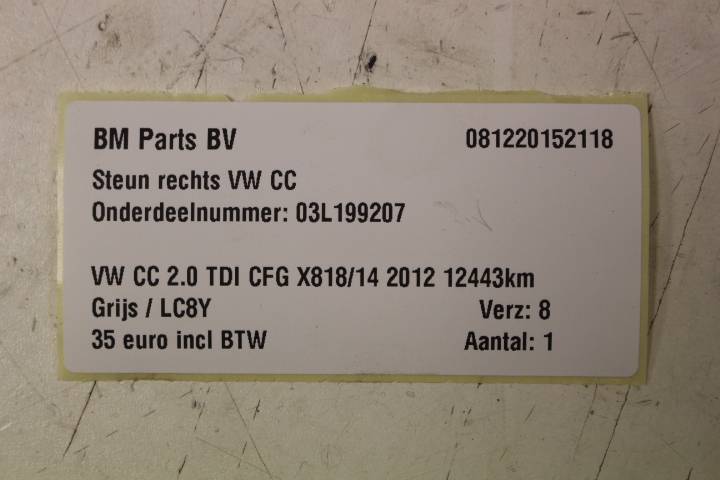 BM Parts BV 081220152118
Steun rechts VW CC
Onderdeelnummer: 03L199207
VW CC 2.0 TDI CFG X818/14 2012 12443km
Grijs / LC8Y Verz: 8
35 euro incl BTW Aantal: 1